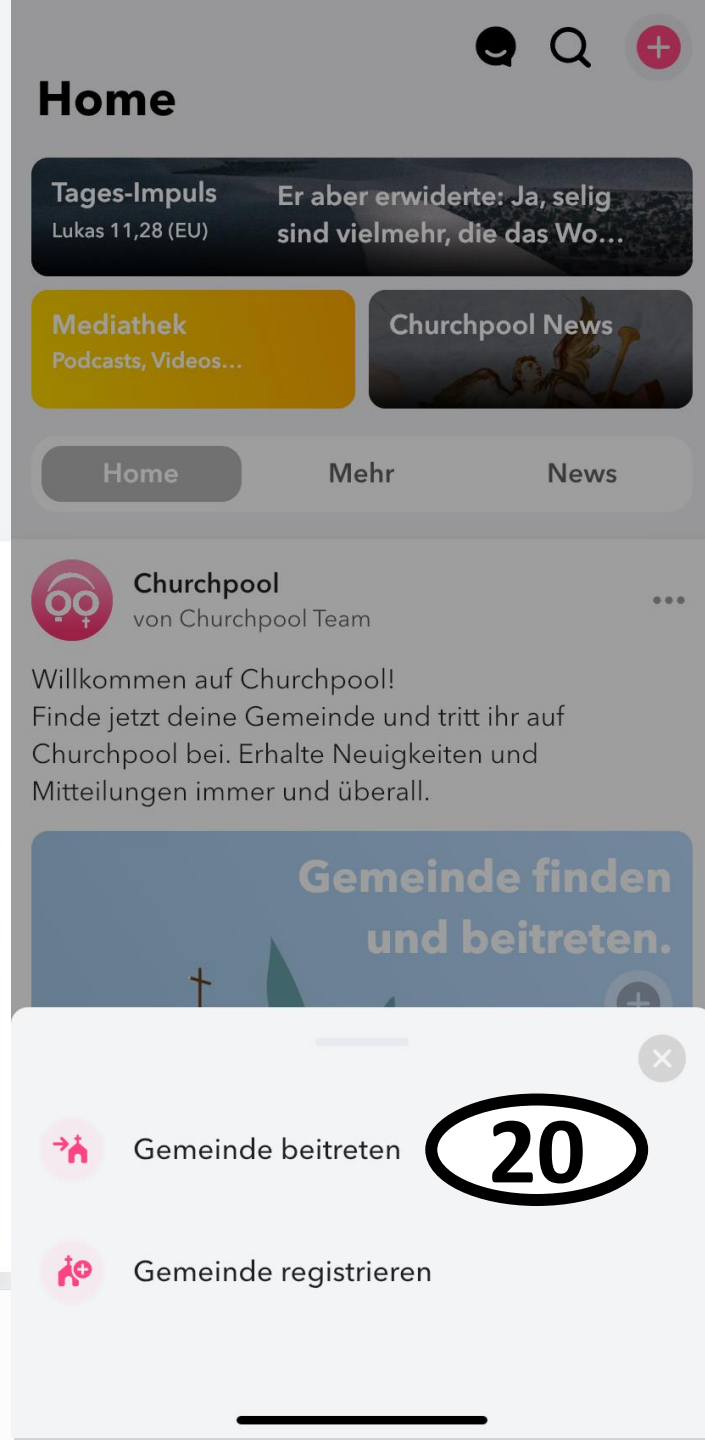 Home
Tages-Impuls
Lukas 11,28 (EU)
Er aber erwiderte: Ja, selig
sind vielmehr, die das Wo...
Mediathek
Podcasts, Videos...
Churchpool News
Home
Mehr
News
Churchpool
von Churchpool Team
Willkommen auf Churchpool!
Finde jetzt deine Gemeinde und tritt ihr auf
Churchpool bei. Erhalte Neuigkeiten und
Mitteilungen immer und überall.
Gemeinde finden
und beitreten.
Gemeinde beitreten
20
Gemeinde registrieren